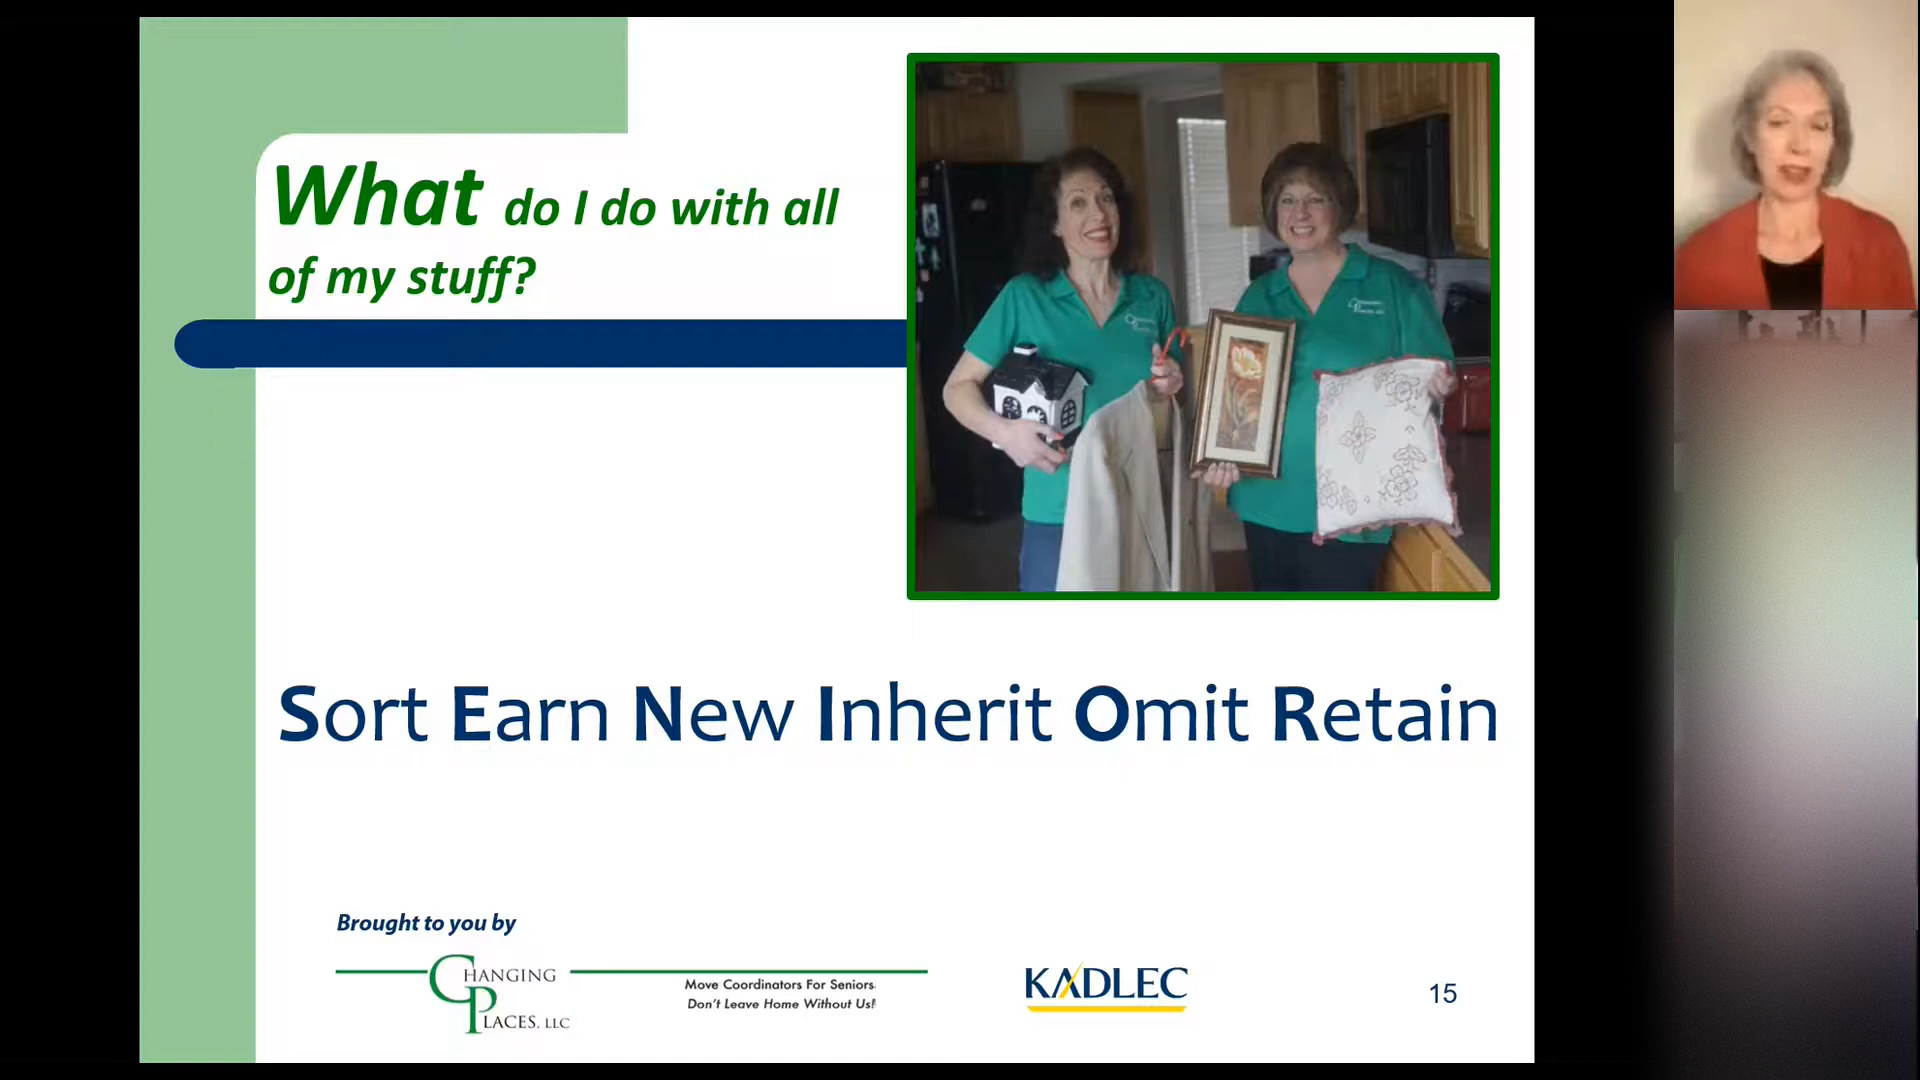 What do I do with all
of my stuff?
Sort Earn New Inherit Omit Retain
Brought to you by
CHANGING
PLACES, LLC
Move Coordinators For Seniors
Don't Leave Home Without Us!
KADLEC
15